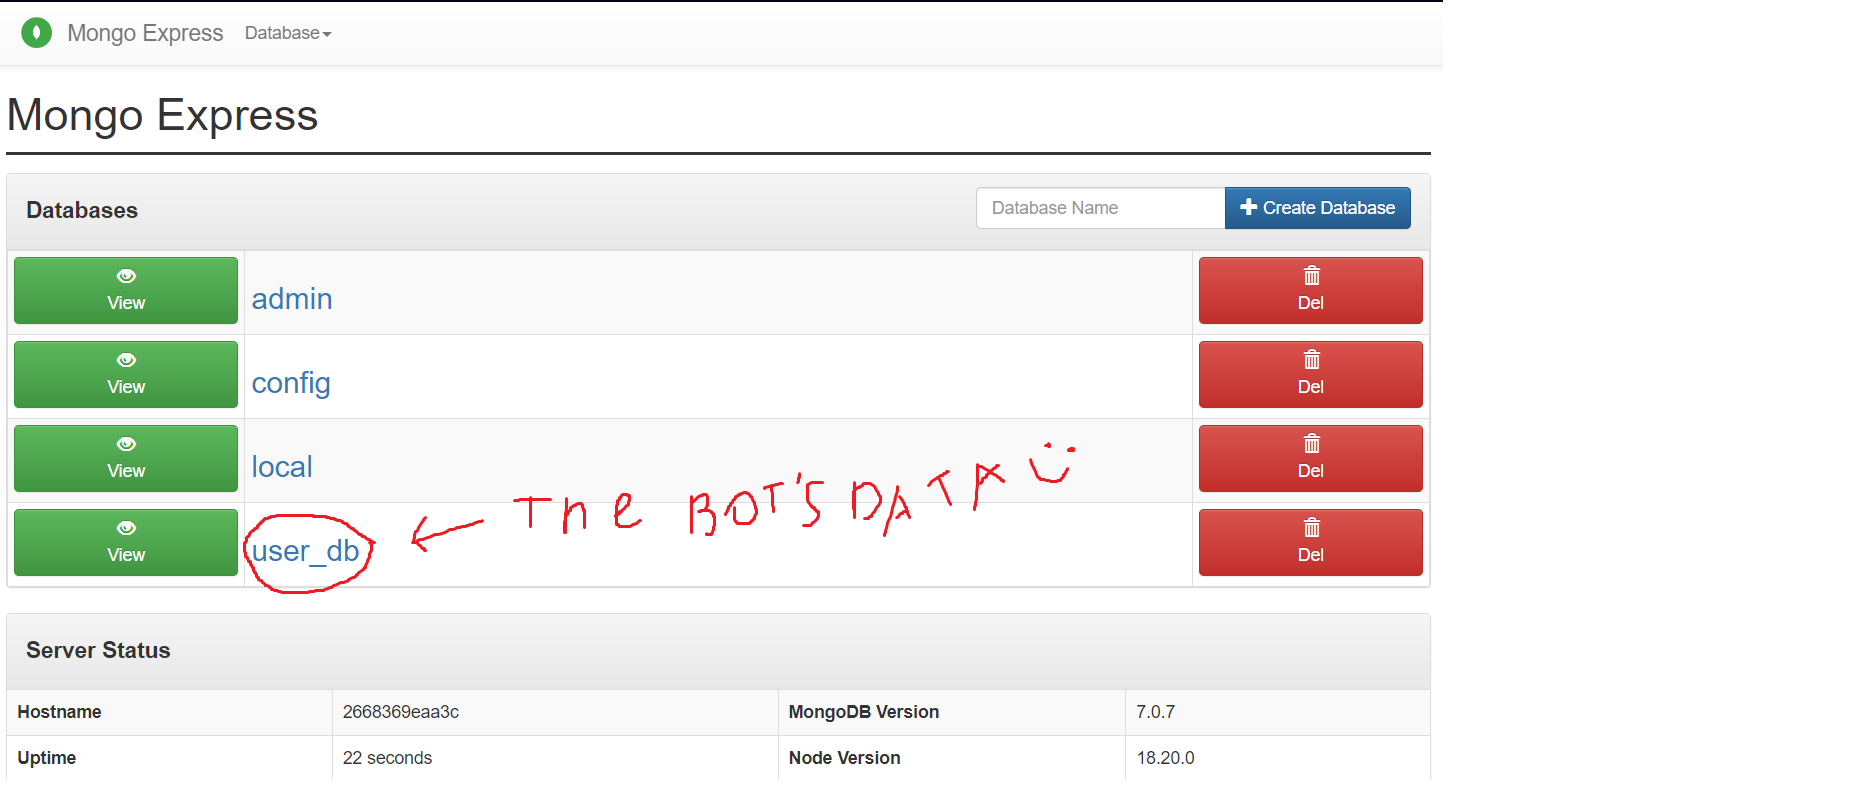 Mongo Express Database
Mongo Express
Databases Database Name Create Database
View admin Del
View config Del
View local Del
THE BOT'S DATA
View user_db Del
Server Status
Hostname 2668369eaa3c MongoDB Version 7.0.7
Uptime 22 seconds Node Version 18.20.0